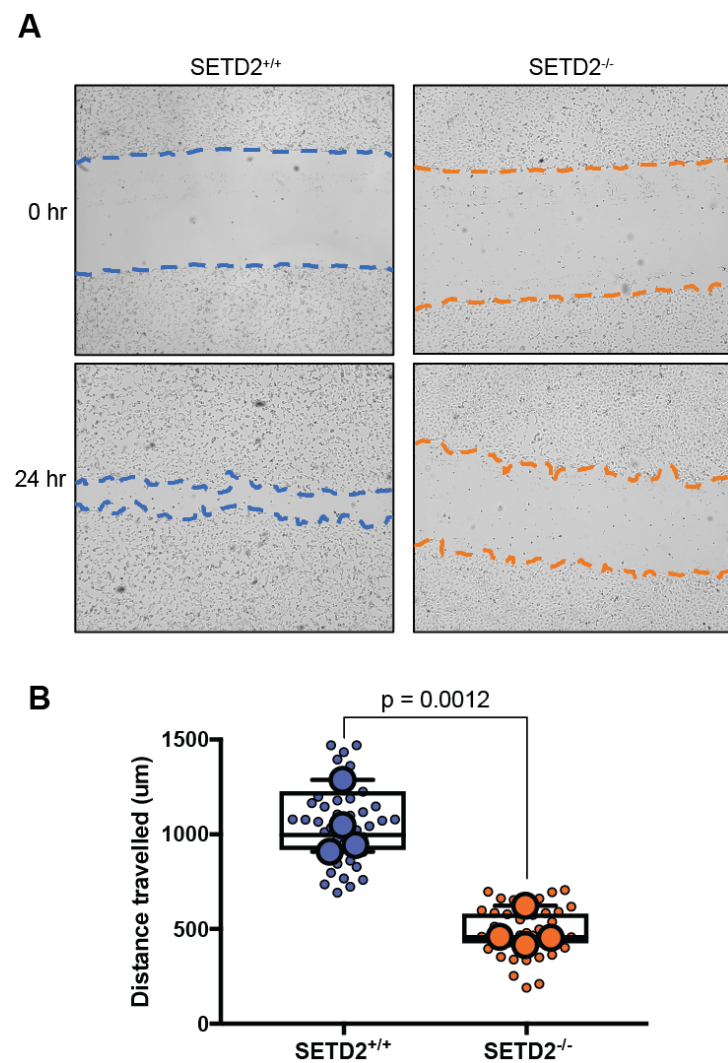 A
SETD2+/+ SETD2-/-
0 hr
24 hr
B
p = 0.0012
1500
1000
500
0
Distance travelled (um)
SETD2+/+ SETD2-/-